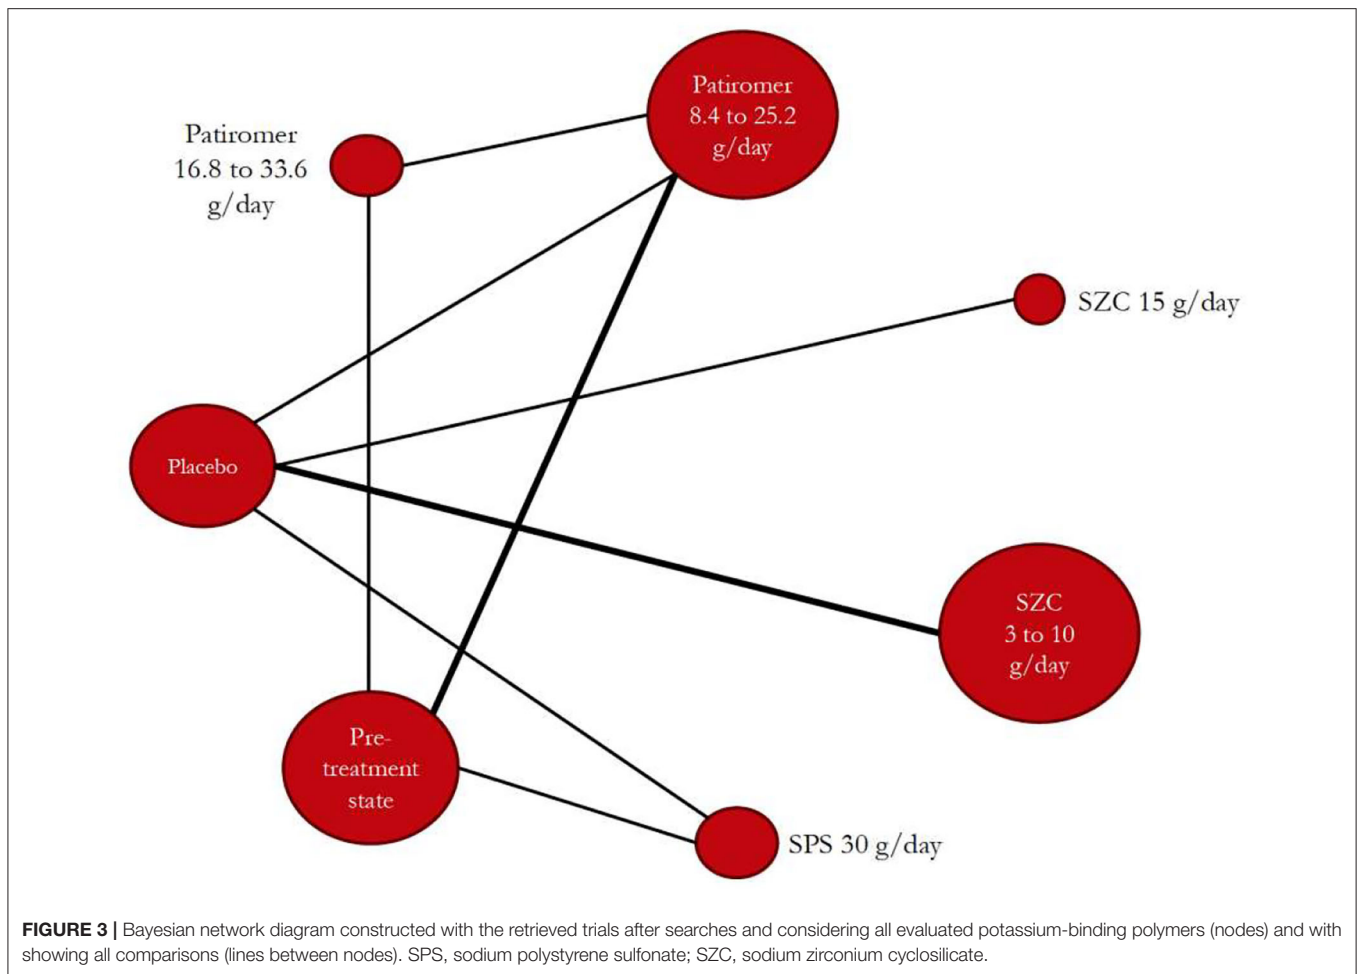 Patiromer
8.4 to 25.2
g/day
Patiromer
16.8 to 33.6
g/day
SZC 15 g/day
Placebo
SZC
3 to 10
g/day
Pre-
treatment
state
SPS 30 g/day
FIGURE 3 | Bayesian network diagram constructed with the retrieved trials after searches and considering all evaluated potassium-binding polymers (nodes) and with
showing all comparisons (lines between nodes). SPS, sodium polystyrene sulfonate; SZC, sodium zirconium cyclosilicate.